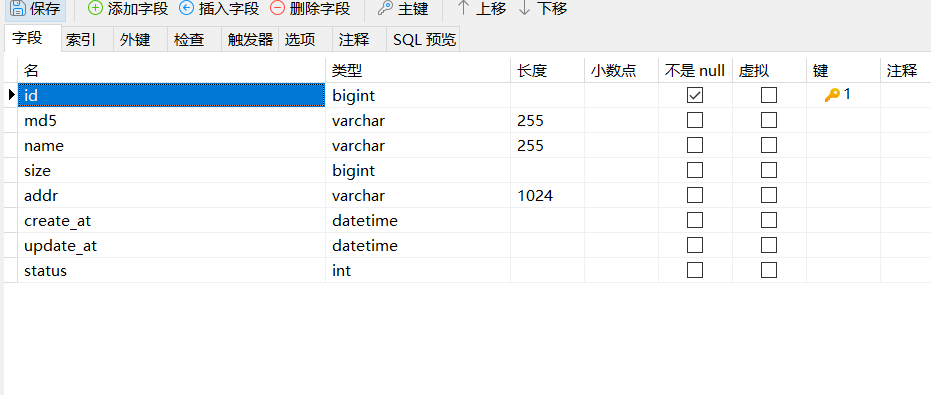 保存 添加字段 插入字段 删除字段 主键 上移 下移
字段 索引 外键 检查 触发器 选项 注释 SQL 预览
名 类型 长度 小数点 不是 null 虚拟 键 注释
id bigint 1
md5 varchar 255
name varchar 255
size bigint
addr varchar 1024
create_at datetime
update_at datetime
status int